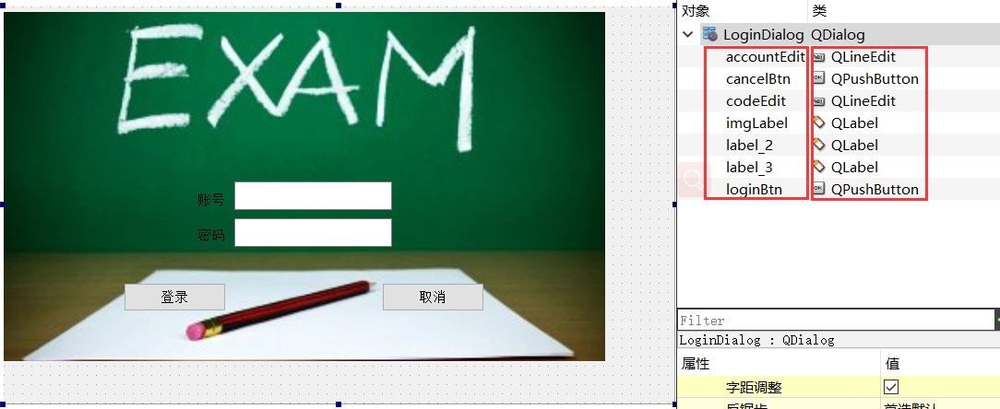 EXAM
账号
密码
登录
取消
对象 类
LoginDialog QDialog
accountEdit QLineEdit
cancelBtn QPushButton
codeEdit QLineEdit
imgLabel QLabel
label_2 QLabel
label_3 QLabel
loginBtn QPushButton
Filter
LoginDialog : QDialog
属性 值
字距调整